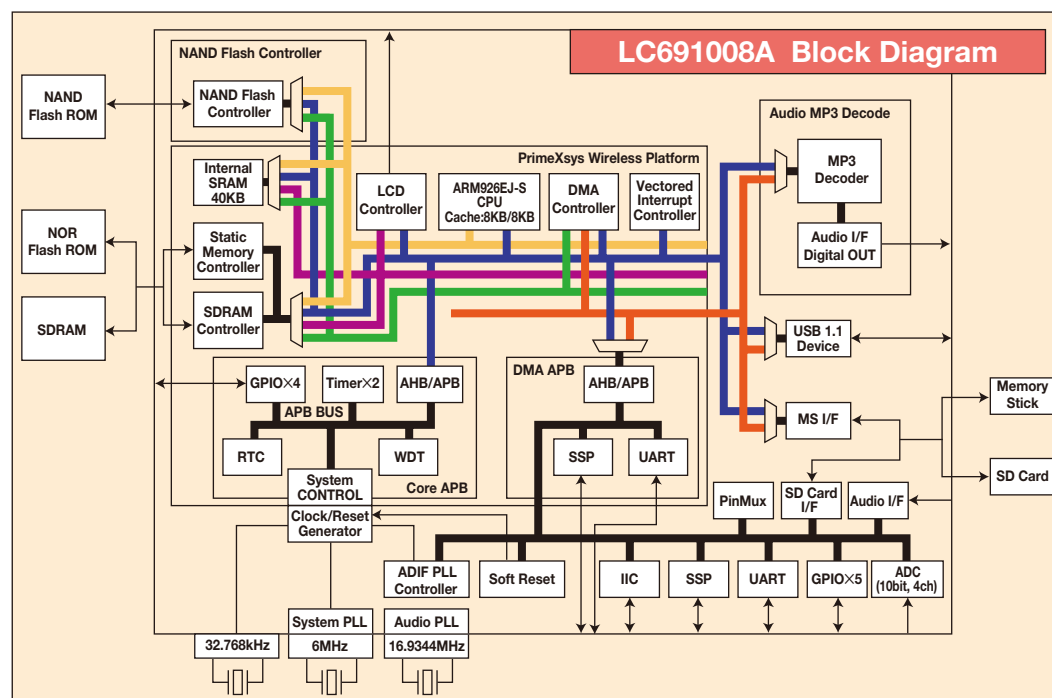 LC691008A Block Diagram
NAND Flash Controller
NAND
Flash ROM
NAND Flash
Controller
Audio MP3 Decode
MP3
Decoder
Audio I/F
Digital OUT
PrimeXsys Wireless Platform
Internal
SRAM
40KB
LCD
Controller
ARM926EJ-S
CPU
Cache:8KB/8KB
DMA
Controller
Vectored
Interrupt
Controller
NOR
Flash ROM
Static
Memory
Controller
SDRAM
SDRAM
Controller
USB 1.1
Device
GPIO×4
Timer×2
AHB/APB
APB BUS
RTC
WDT
System
CONTROL
Core APB
DMA APB
AHB/APB
SSP
UART
MS I/F
Memory
Stick
SD Card
Clock/Reset
Generator
PinMux
SD Card
I/F
Audio I/F
ADIF PLL
Controller
Soft Reset
IIC
SSP
UART
GPIO×5
ADC
(10bit, 4ch)
32.768kHz
System PLL
6MHz
Audio PLL
16.9344MHz